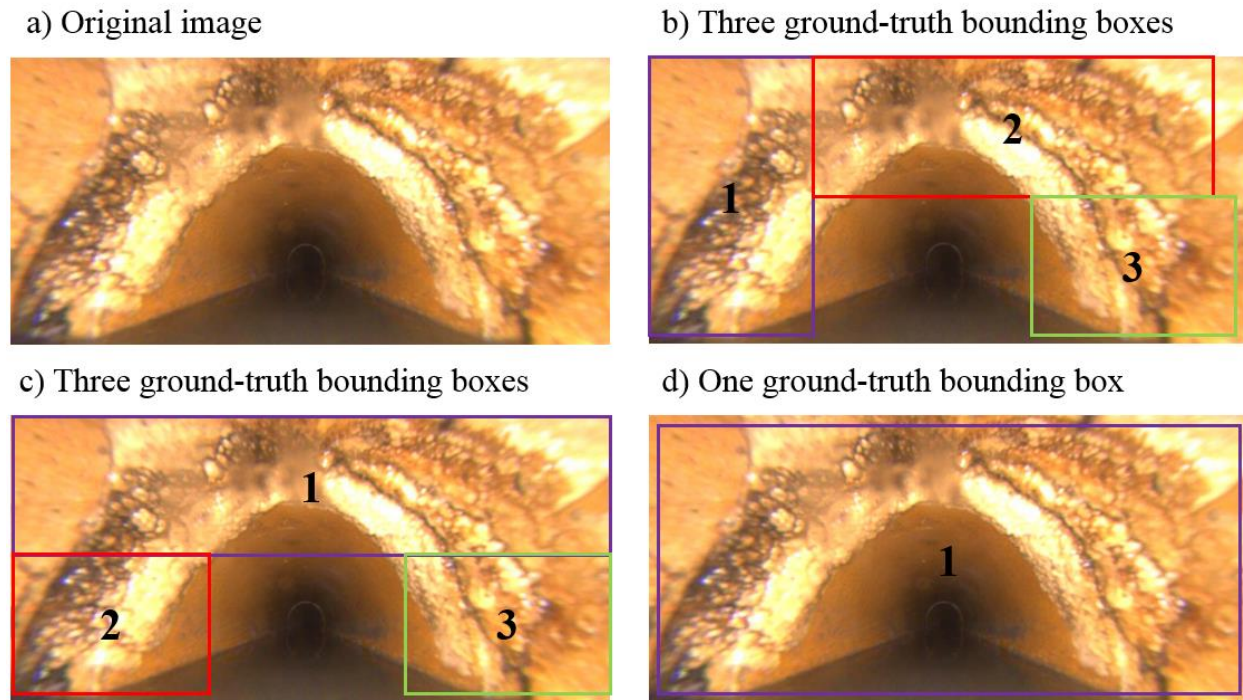 a) Original image
b) Three ground-truth bounding boxes
1
2
3
c) Three ground-truth bounding boxes
1
2
3
d) One ground-truth bounding box
1